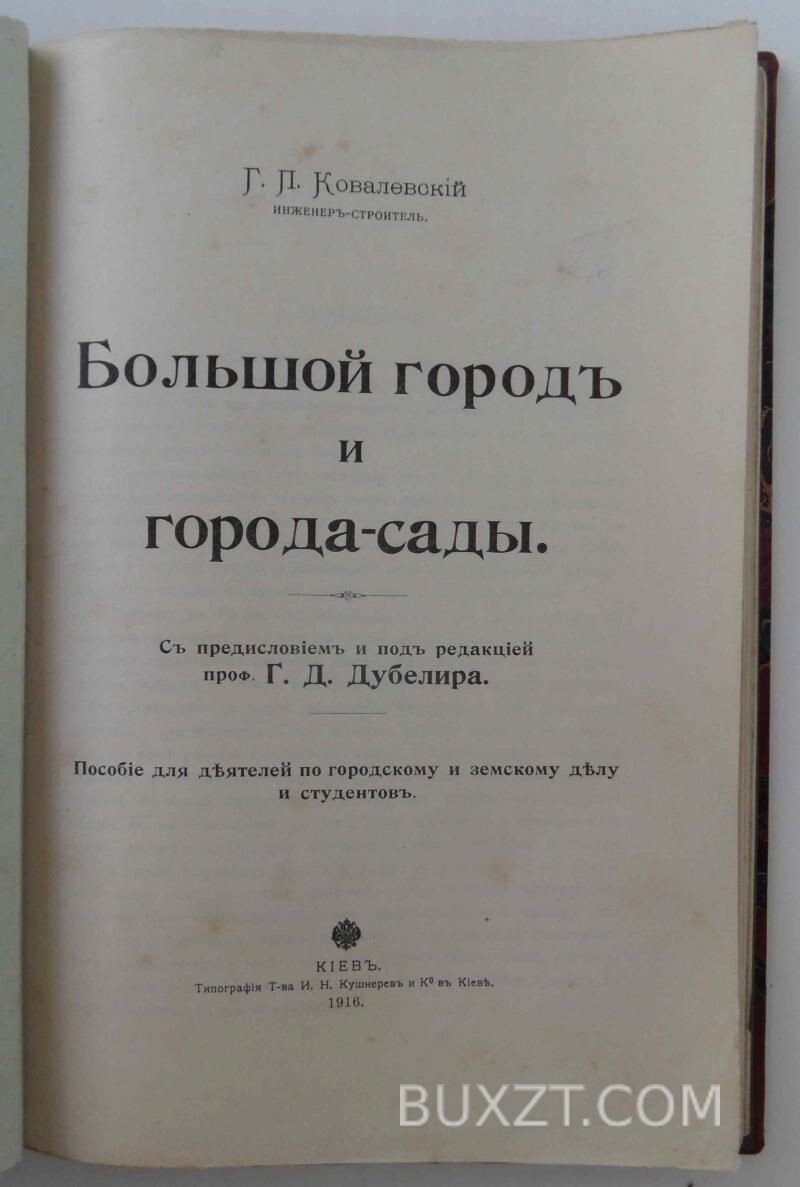 Г. П. Ковалевскій
ИНЖЕНЕРЪ-СТРОИТЕЛЬ.
Большой городъ
и
города-сады.
Съ предисловіемъ и подъ редакціей
проф. Г. Д. Дубелира.
Пособіе для дѣятелей по городскому и земскому дѣлу
и студентовъ.
КІЕВЪ.
Типографія Т-ва И. Н. Кушнеревъ и Кº въ Кіевѣ.
1916.
BUXZT.COM